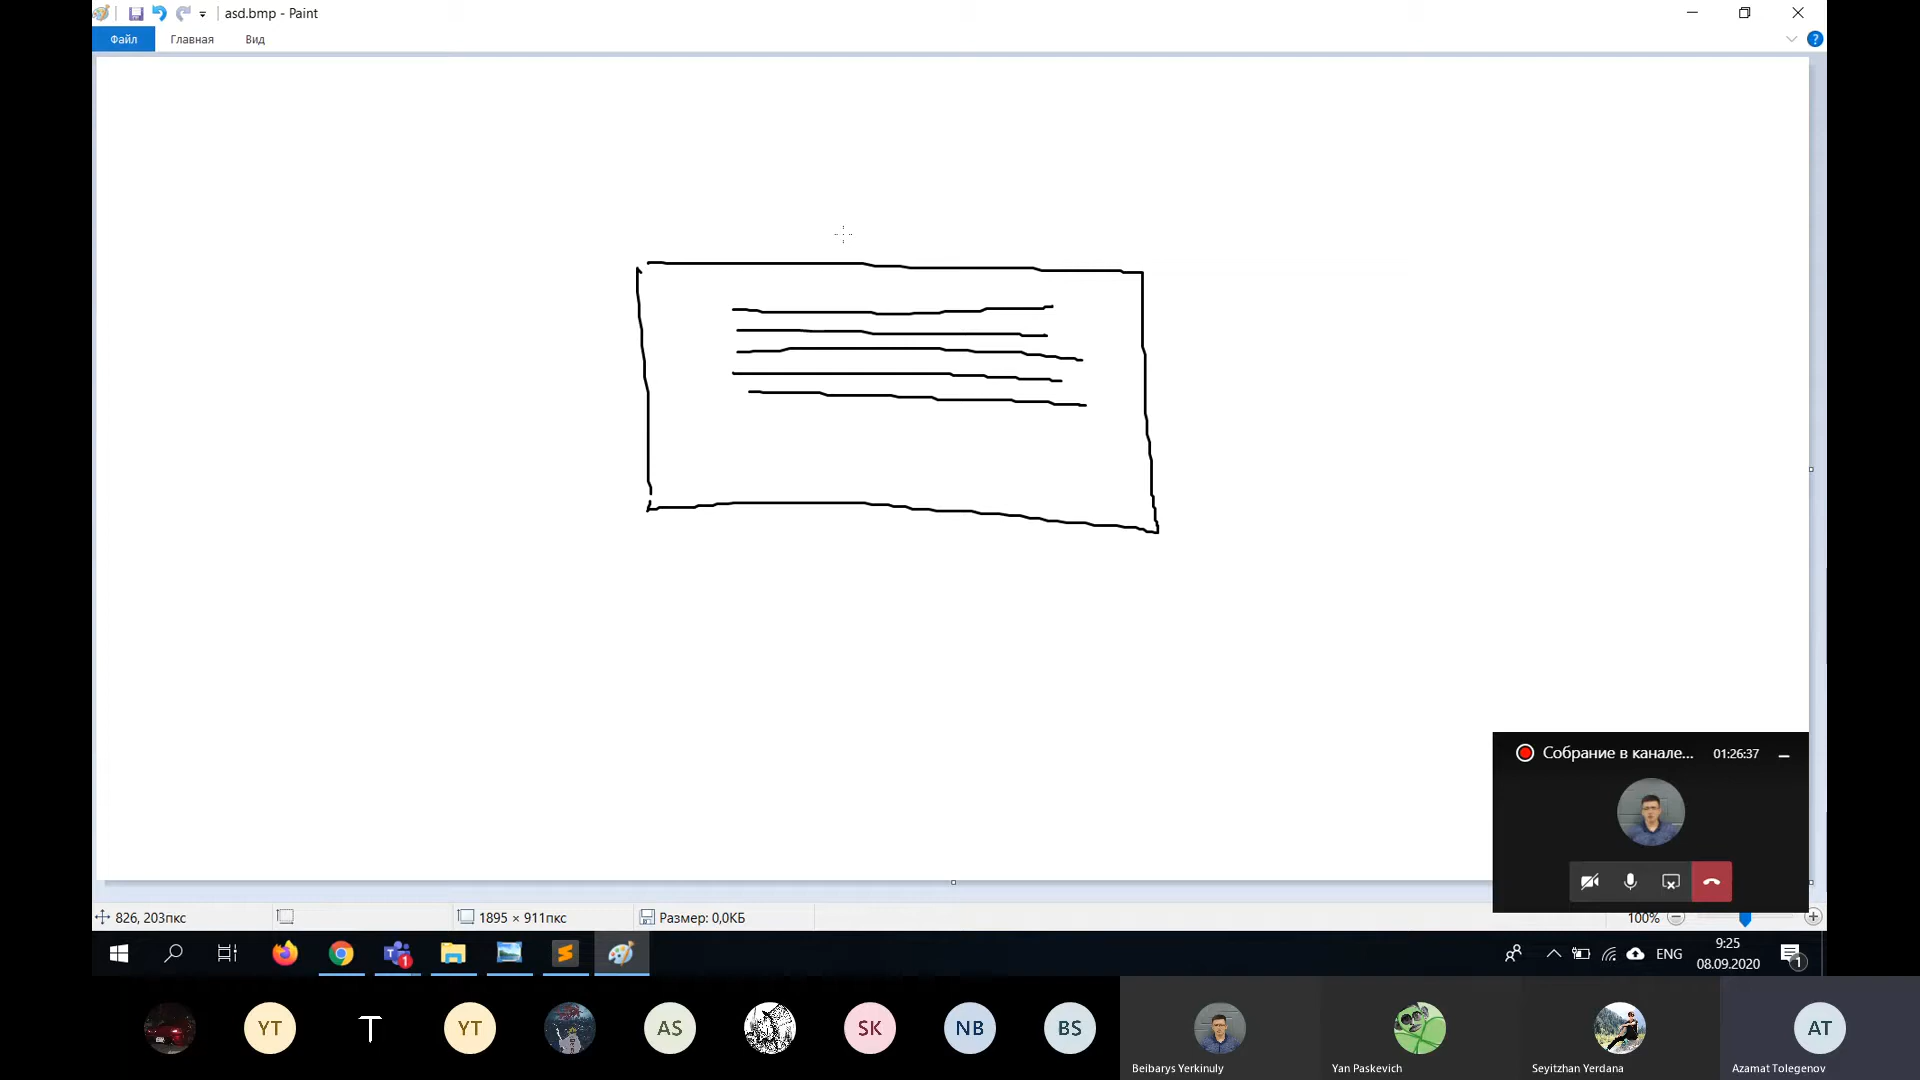 asd.bmp - Paint
Файл Главная Вид
?
Собрание в канале... 01:26:37
826, 203пкс
1895 × 911пкс
Размер: 0,0КБ
100%
1
ENG
9:25
08.09.2020
1
YT
T
YT
AS
SK
NB
BS
AT
Beibarys Yerkinuly
Yan Paskevich
Seyitzhan Yerdana
Azamat Tolegenov